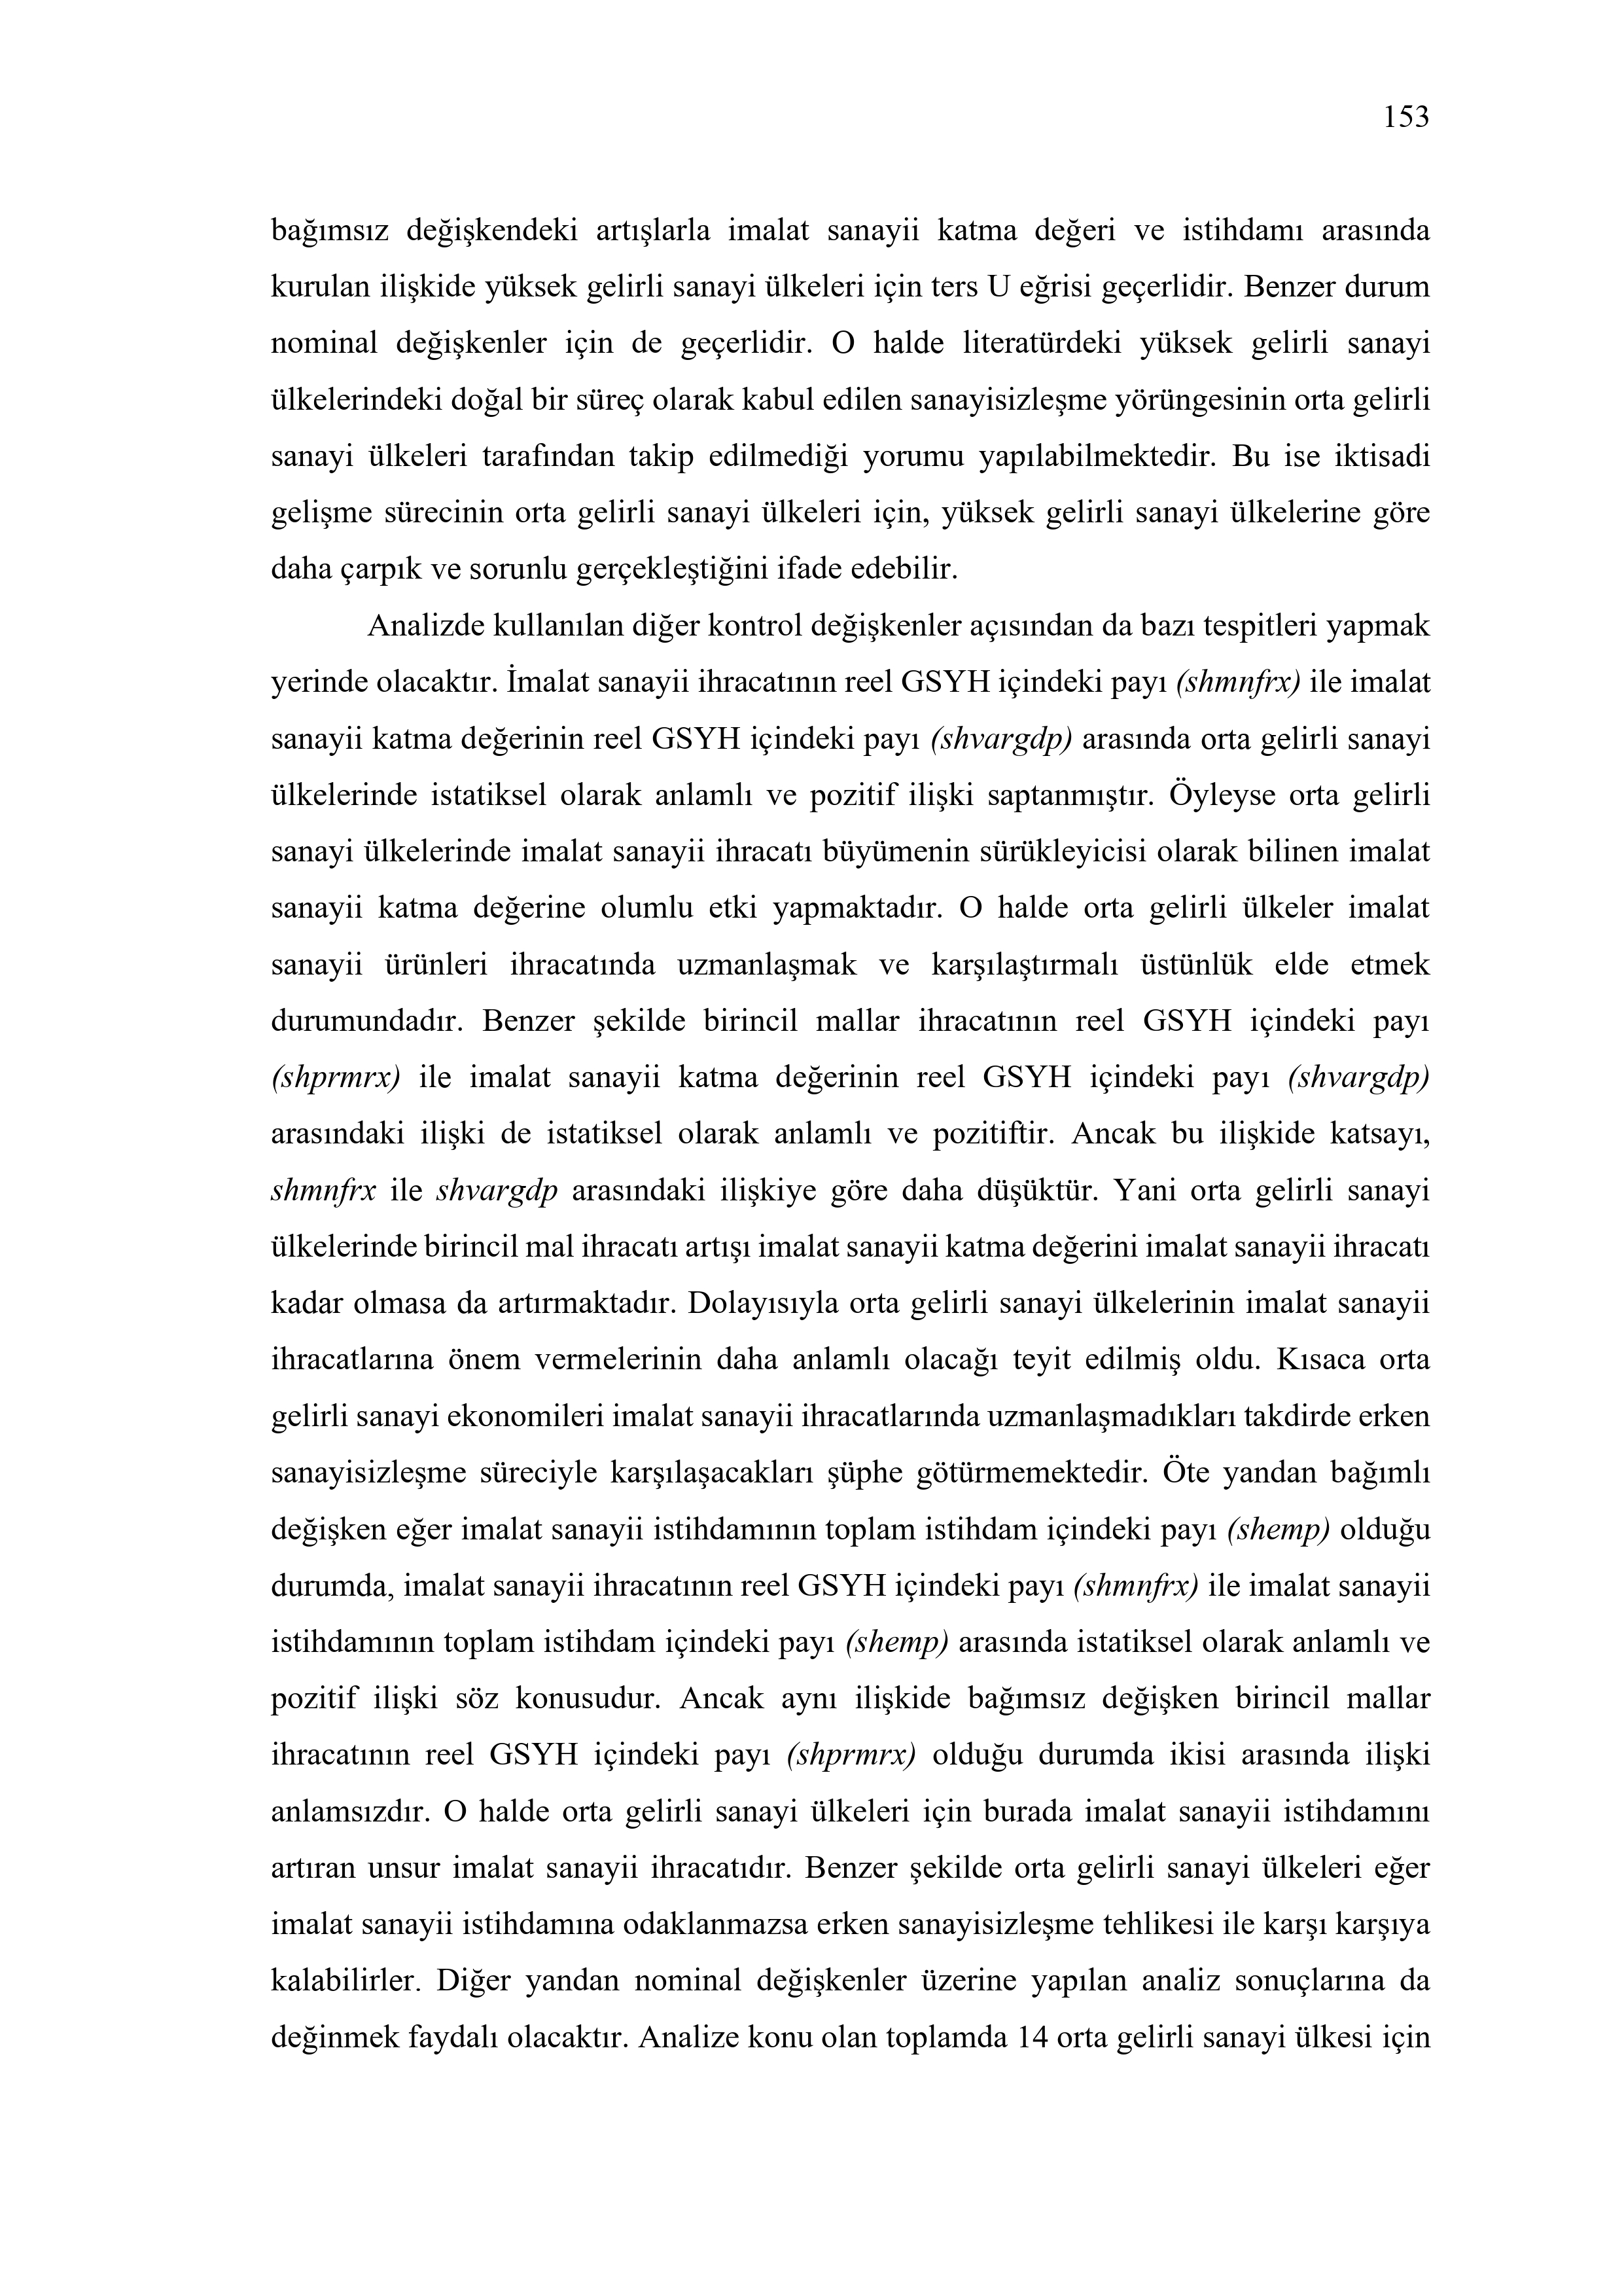 153
bağımsız değişkendeki artışlarla imalat sanayii katma değeri ve istihdamı arasında
kurulan ilişkide yüksek gelirli sanayi ülkeleri için ters U eğrisi geçerlidir. Benzer durum
nominal değişkenler için de geçerlidir. O halde literatürdeki yüksek gelirli sanayi
ülkelerindeki doğal bir süreç olarak kabul edilen sanayisizleşme yörüngesinin orta gelirli
sanayi ülkeleri tarafından takip edilmediği yorumu yapılabilmektedir. Bu ise iktisadi
gelişme sürecinin orta gelirli sanayi ülkeleri için, yüksek gelirli sanayi ülkelerine göre
daha çarpık ve sorunlu gerçekleştiğini ifade edebilir.
Analizde kullanılan diğer kontrol değişkenler açısından da bazı tespitleri yapmak
yerinde olacaktır. İmalat sanayii ihracatının reel GSYH içindeki payı (shmnfrx) ile imalat
sanayii katma değerinin reel GSYH içindeki payı (shvargdp) arasında orta gelirli sanayi
ülkelerinde istatiksel olarak anlamlı ve pozitif ilişki saptanmıştır. Öyleyse orta gelirli
sanayi ülkelerinde imalat sanayii ihracatı büyümenin sürükleyicisi olarak bilinen imalat
sanayii katma değerine olumlu etki yapmaktadır. O halde orta gelirli ülkeler imalat
sanayii ürünleri ihracatında uzmanlaşmak ve karşılaştırmalı üstünlük elde etmek
durumundadır. Benzer şekilde birincil mallar ihracatının reel GSYH içindeki payı
(shprmrx) ile imalat sanayii katma değerinin reel GSYH içindeki payı (shvargdp)
arasındaki ilişki de istatiksel olarak anlamlı ve pozitiftir. Ancak bu ilişkide katsayı,
shmnfrx ile shvargdp arasındaki ilişkiye göre daha düşüktür. Yani orta gelirli sanayi
ülkelerinde birincil mal ihracatı artışı imalat sanayii katma değerini imalat sanayii ihracatı
kadar olmasa da artırmaktadır. Dolayısıyla orta gelirli sanayi ülkelerinin imalat sanayii
ihracatlarına önem vermelerinin daha anlamlı olacağı teyit edilmiş oldu. Kısaca orta
gelirli sanayi ekonomileri imalat sanayii ihracatlarında uzmanlaşmadıkları takdirde erken
sanayisizleşme süreciyle karşılaşacakları şüphe götürmemektedir. Öte yandan bağımlı
değişken eğer imalat sanayii istihdamının toplam istihdam içindeki payı (shemp) olduğu
durumda, imalat sanayii ihracatının reel GSYH içindeki payı (shmnfrx) ile imalat sanayii
istihdamının toplam istihdam içindeki payı (shemp) arasında istatiksel olarak anlamlı ve
pozitif ilişki söz konusudur. Ancak aynı ilişkide bağımsız değişken birincil mallar
ihracatının reel GSYH içindeki payı (shprmrx) olduğu durumda ikisi arasında ilişki
anlamsızdır. O halde orta gelirli sanayi ülkeleri için burada imalat sanayii istihdamını
artıran unsur imalat sanayii ihracatıdır. Benzer şekilde orta gelirli sanayi ülkeleri eğer
imalat sanayii istihdamına odaklanmazsa erken sanayisizleşme tehlikesi ile karşı karşıya
kalabilirler. Diğer yandan nominal değişkenler üzerine yapılan analiz sonuçlarına da
değinmek faydalı olacaktır. Analize konu olan toplamda 14 orta gelirli sanayi ülkesi için